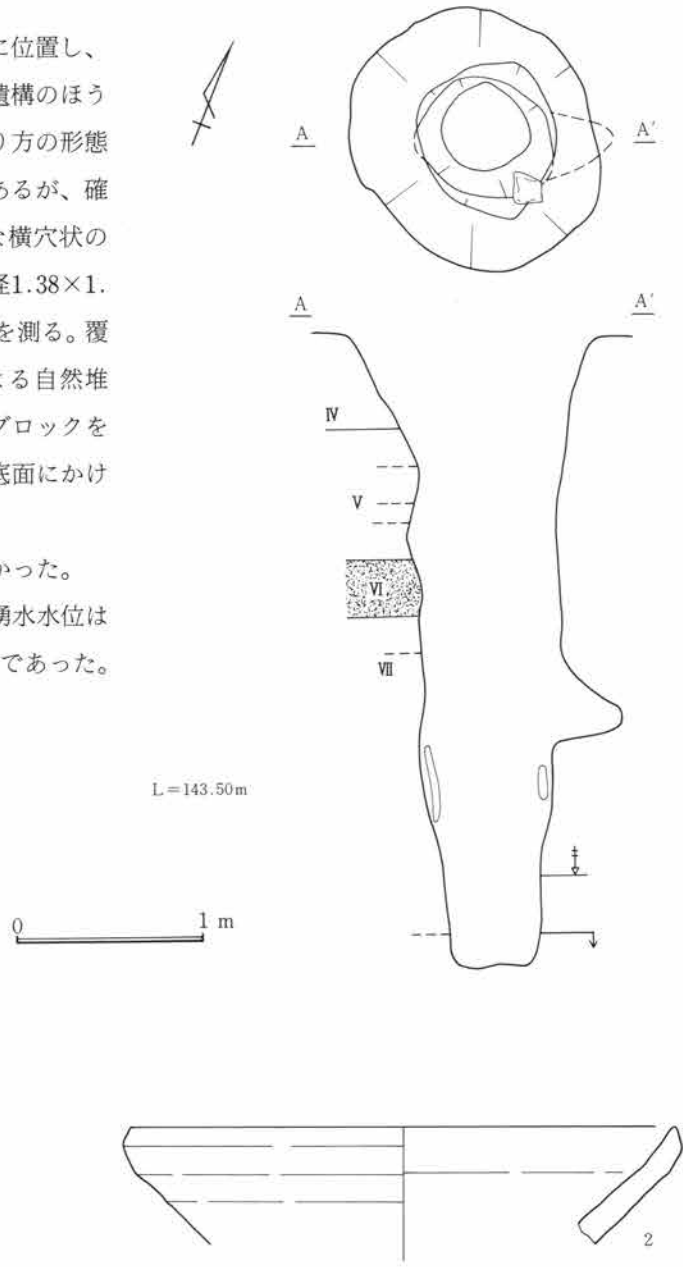 に位置し、
遺構のほう
り方の形態
あるが、確
な横穴状の
径1.38×1.
を測る。覆
よる自然堆
ブロックを
底面にかけ
かった。
湧水水位は
であった。
A A′
A A′
Ⅳ
Ⅴ
Ⅵ
Ⅶ
L=143.50m
0 1 m
2